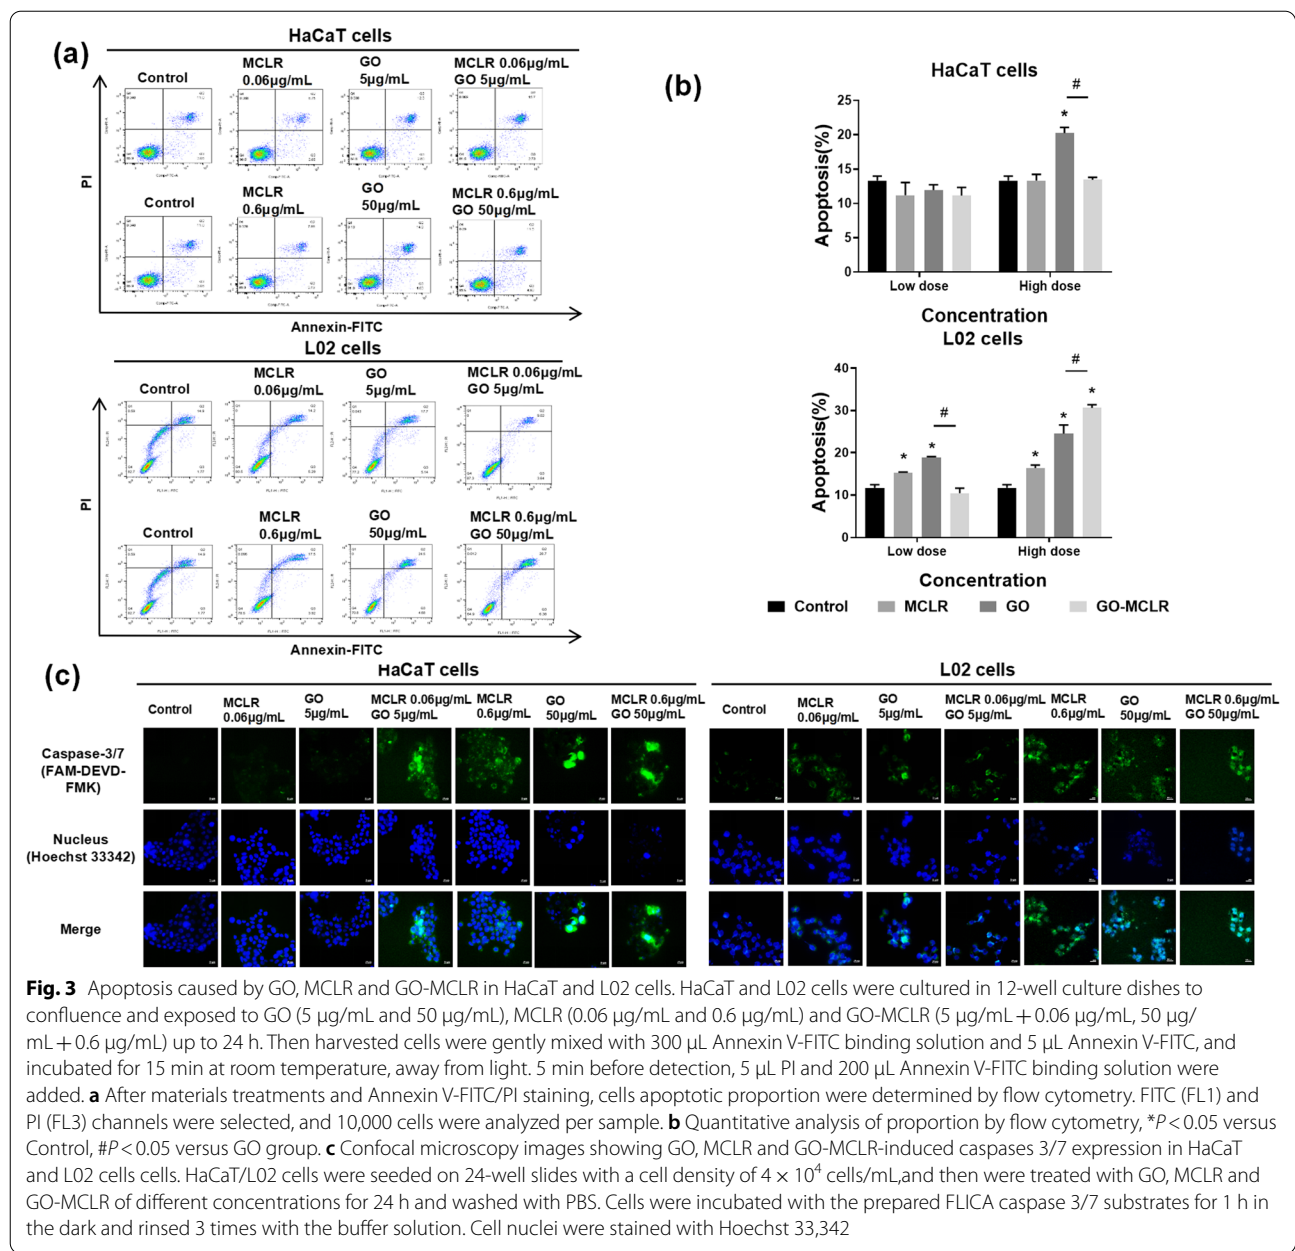 (a)
HaCaT cells
Control
MCLR
0.06µg/mL
GO
5µg/mL
MCLR 0.06µg/mL
GO 5µg/mL
Control
MCLR
0.6µg/mL
GO
50µg/mL
MCLR 0.6µg/mL
GO 50µg/mL
PI
Annexin-FITC
L02 cells
Control
MCLR
0.06µg/mL
GO
5µg/mL
MCLR 0.06µg/mL
GO 5µg/mL
Control
MCLR
0.6µg/mL
GO
50µg/mL
MCLR 0.6µg/mL
GO 50µg/mL
PI
Annexin-FITC
(b)
HaCaT cells
Apoptosis(%)
25
20
15
10
5
0
*
#
Low dose
High dose
Concentration
L02 cells
Apoptosis(%)
40
30
20
10
0
*
*
#
*
*
#
*
Low dose
High dose
Concentration
Control
MCLR
GO
GO-MCLR
(c)
HaCaT cells
L02 cells
Control
MCLR
0.06µg/mL
GO
5µg/mL
MCLR 0.06µg/mL
GO 5µg/mL
MCLR
0.6µg/mL
GO
50µg/mL
MCLR 0.6µg/mL
GO 50µg/mL
Control
MCLR
0.06µg/mL
GO
5µg/mL
MCLR 0.06µg/mL
GO 5µg/mL
MCLR
0.6µg/mL
GO
50µg/mL
MCLR 0.6µg/mL
GO 50µg/mL
Caspase-3/7
(FAM-DEVD-
FMK)
Nucleus
(Hoechst 33342)
Merge
Fig. 3 Apoptosis caused by GO, MCLR and GO-MCLR in HaCaT and L02 cells. HaCaT and L02 cells were cultured in 12-well culture dishes to
confluence and exposed to GO (5 µg/mL and 50 µg/mL), MCLR (0.06 µg/mL and 0.6 µg/mL) and GO-MCLR (5 µg/mL + 0.06 µg/mL, 50 µg/
mL + 0.6 µg/mL) up to 24 h. Then harvested cells were gently mixed with 300 µL Annexin V-FITC binding solution and 5 µL Annexin V-FITC, and
incubated for 15 min at room temperature, away from light. 5 min before detection, 5 µL PI and 200 µL Annexin V-FITC binding solution were
added. a After materials treatments and Annexin V-FITC/PI staining, cells apoptotic proportion were determined by flow cytometry. FITC (FL1) and
PI (FL3) channels were selected, and 10,000 cells were analyzed per sample. b Quantitative analysis of proportion by flow cytometry, *P < 0.05 versus
Control, #P < 0.05 versus GO group. c Confocal microscopy images showing GO, MCLR and GO-MCLR-induced caspases 3/7 expression in HaCaT
and L02 cells cells. HaCaT/L02 cells were seeded on 24-well slides with a cell density of 4 × 10⁴ cells/mL,and then were treated with GO, MCLR and
GO-MCLR of different concentrations for 24 h and washed with PBS. Cells were incubated with the prepared FLICA caspase 3/7 substrates for 1 h in
the dark and rinsed 3 times with the buffer solution. Cell nuclei were stained with Hoechst 33,342